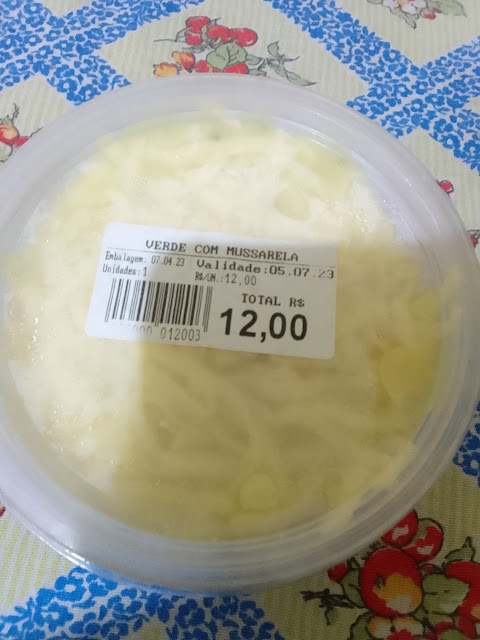 VERDE COM MUSSARELA
Embalagem: 07.04.23 Validade:05.07.23
Unidades:1 R$/UN.:12,00
TOTAL R$
12,00
012003